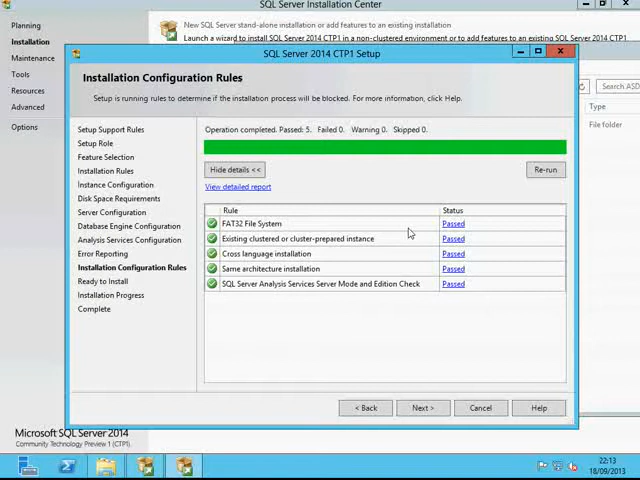 SQL Server Installation Center
Planning
Installation
Maintenance
Tools
Resources
Advanced
Options
New SQL Server stand-alone installation or add features to an existing installation
Launch a wizard to install SQL Server 2014 CTP1 in a non-clustered environment or to add features to an existing
Search ASD
Type
File folder
SQL Server 2014 CTP1 Setup
Installation Configuration Rules
Setup is running rules to determine if the installation process will be blocked. For more information, click Help.
Setup Support Rules
Setup Role
Feature Selection
Installation Rules
Instance Configuration
Disk Space Requirements
Server Configuration
Database Engine Configuration
Analysis Services Configuration
Error Reporting
Installation Configuration Rules
Ready to Install
Installation Progress
Complete
Operation completed. Passed: 5. Failed 0. Warning 0. Skipped 0.
Hide details <<
Re-run
View detailed report
Rule Status
FAT32 File System Passed
Existing clustered or cluster-prepared instance Passed
Cross language installation Passed
Same architecture installation Passed
SQL Server Analysis Services Server Mode and Edition Check Passed
< Back Next > Cancel Help
Microsoft SQL Server 2014
Community Technology Preview 1 (CTP1)
22:13
18/09/2013